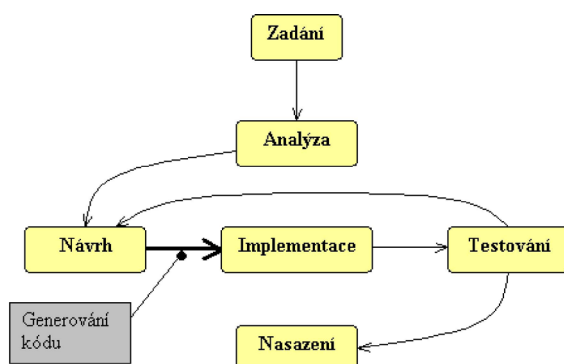 Zadání
Analýza
Návrh
Implementace
Testování
Generování
kódu
Nasazení